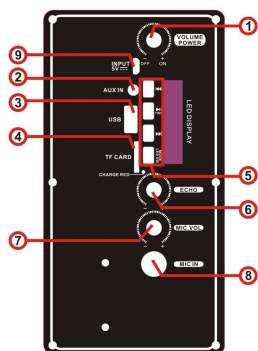 1
VOLUME
POWER
OFF
ON
9
INPUT
5V
2
AUX IN
3
USB
LED DISPLAY
4
TF CARD
CHARGE RED
5
ECHO
6
7
MIC VOL
MIC IN
8